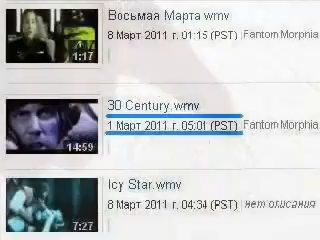 Восьмая Марта.wmv
8 Март 2011 г. 01:15 (PST) | Fantom Morphia
1:17
30 Century.wmv
1 Март 2011 г. 05:01 (PST) | Fantom Morphia
14:59
Icy Star.wmv
8 Март 2011 г. 04:34 (PST) | нет описания
7:27